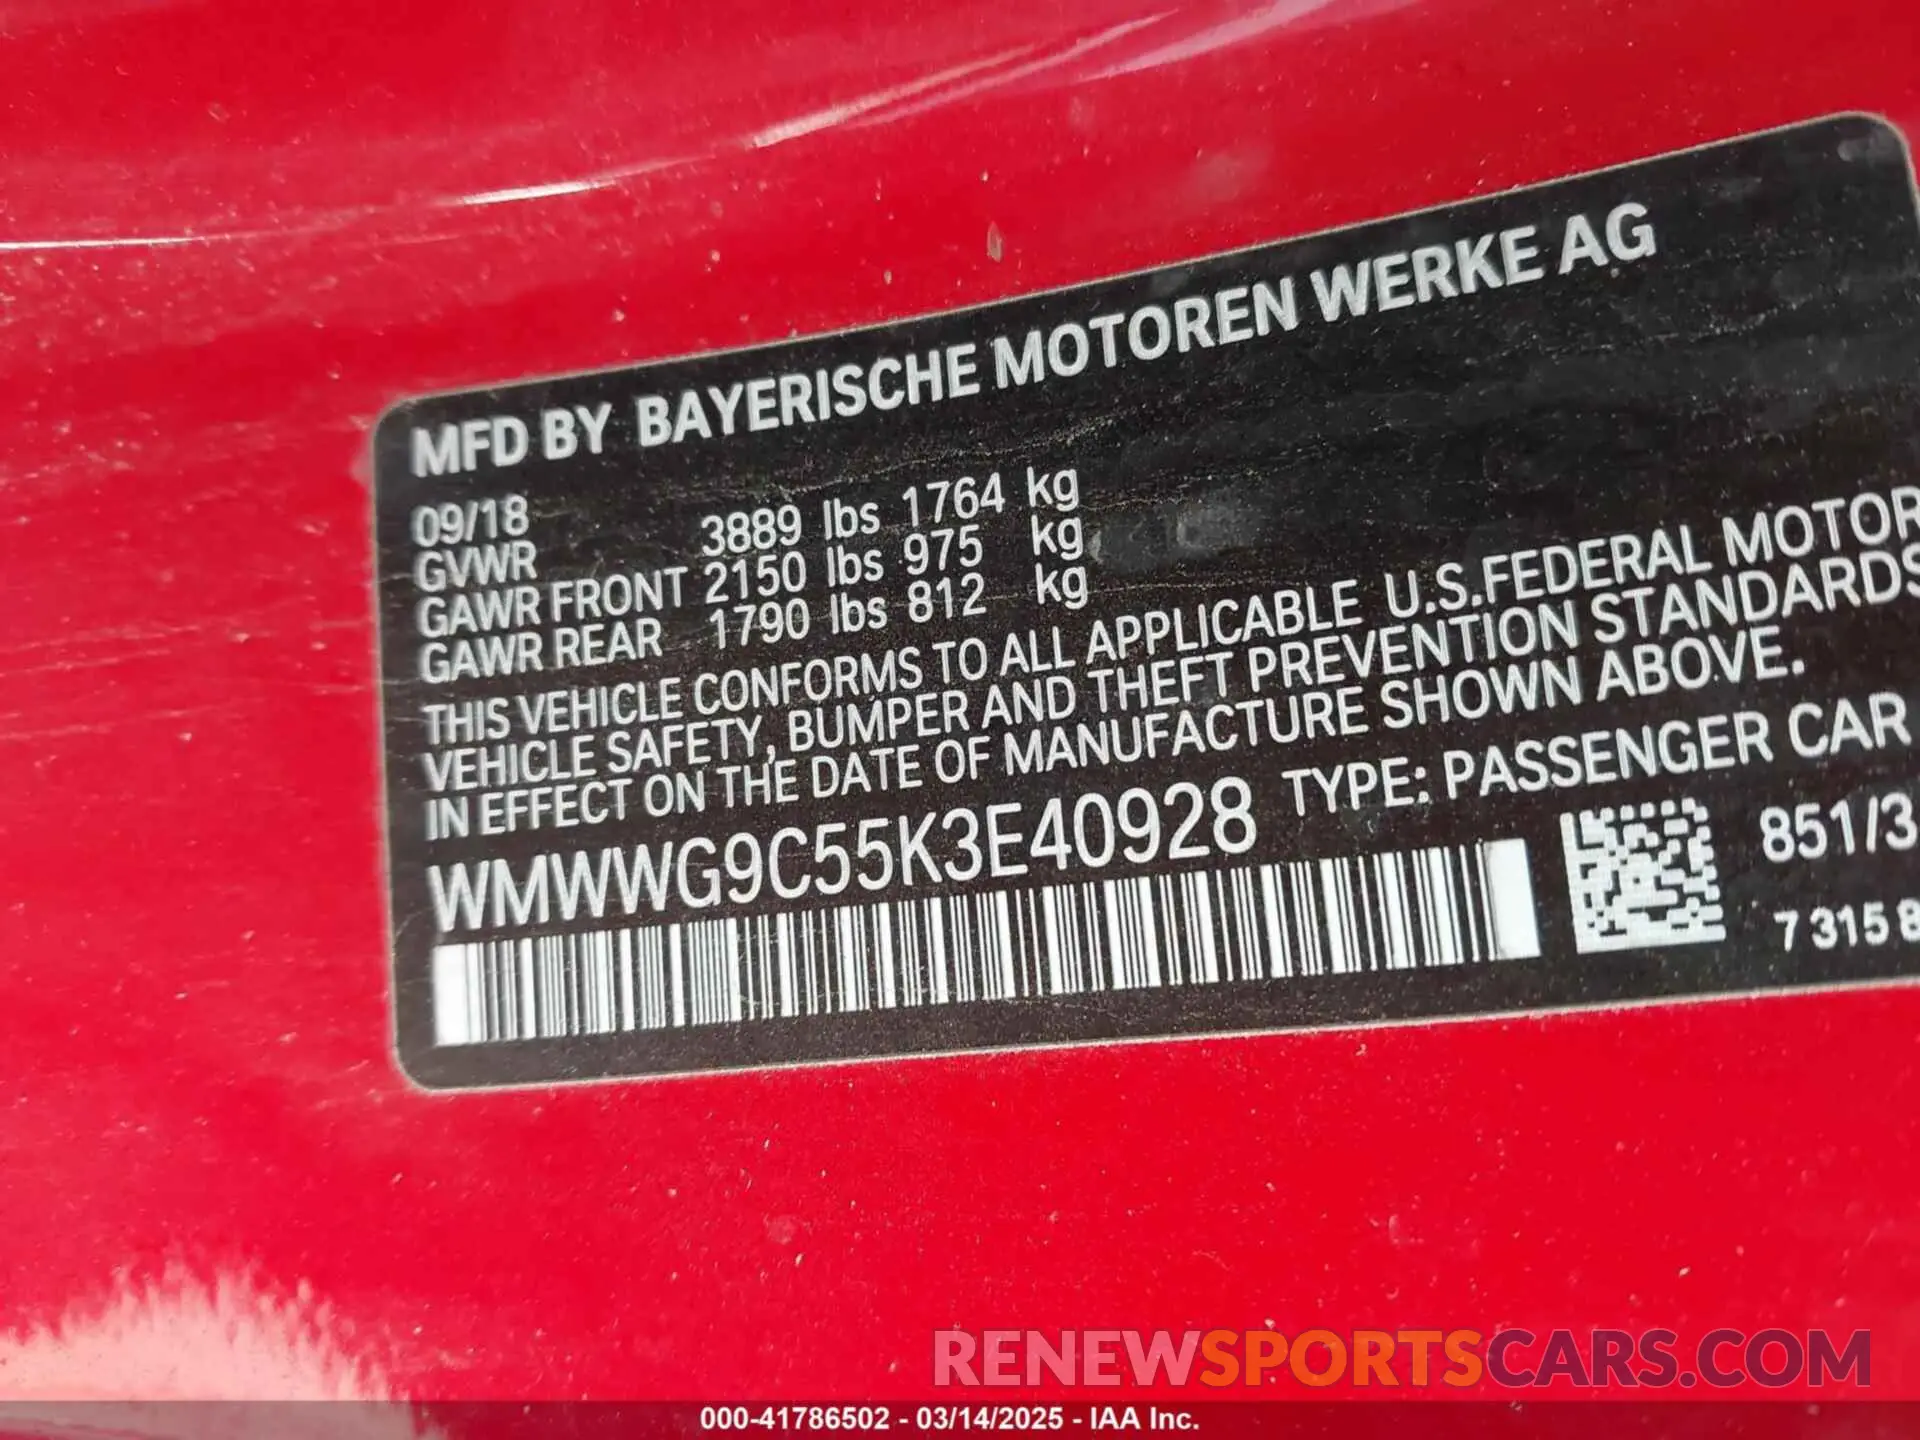 MFD BY BAYERISCHE MOTOREN WERKE AG
09/18
GVWR 3889 lbs 1764 kg
GAWR FRONT 2150 lbs 975 kg
GAWR REAR 1790 lbs 812 kg
THIS VEHICLE CONFORMS TO ALL APPLICABLE U.S.FEDERAL MOTOR
VEHICLE SAFETY, BUMPER AND THEFT PREVENTION STANDARDS
IN EFFECT ON THE DATE OF MANUFACTURE SHOWN ABOVE.
WMWWG9C55K3E40928 TYPE: PASSENGER CAR
851/3
7 315 8
RENEWSPORTSCARS.COM
000-41786502 - 03/14/2025 - IAA Inc.